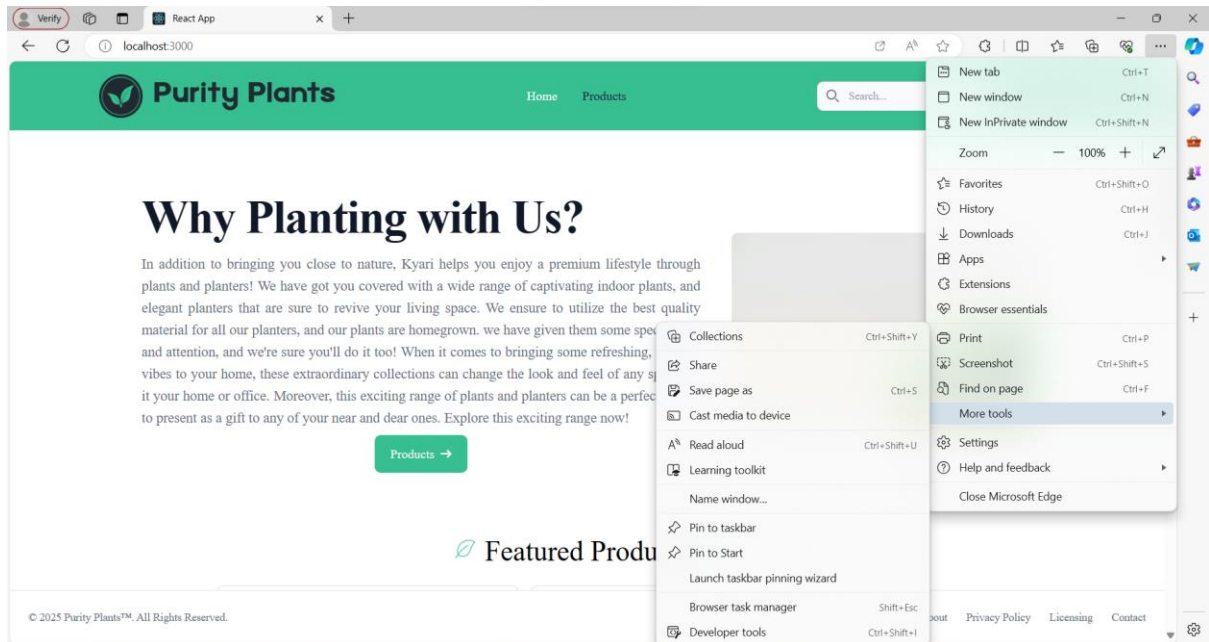 Verify
React App
localhost:3000
Purity Plants
Home Products
Search...
Why Planting with Us?
In addition to bringing you close to nature, Kyari helps you enjoy a premium lifestyle through
plants and planters! We have got you covered with a wide range of captivating indoor plants, and
elegant planters that are sure to revive your living space. We ensure to utilize the best quality
material for all our planters, and our plants are homegrown. we have given them some
and attention, and we're sure you'll do it too! When it comes to bringing some refreshing,
vibes to your home, these extraordinary collections can change the look and feel of any
it your home or office. Moreover, this exciting range of plants and planters can be a
to present as a gift to any of your near and dear ones. Explore this exciting range now!
Products →
Featured
© 2025 Purity Plants™. All Rights Reserved.
Privacy Policy Licensing Contact
New tab Ctrl+T
New window Ctrl+N
New InPrivate window Ctrl+Shift+N
Zoom — 100% +
Favorites Ctrl+Shift+O
History Ctrl+H
Downloads Ctrl+J
Apps
Extensions
Browser essentials
Print Ctrl+P
Screenshot Ctrl+Shift+S
Find on page Ctrl+F
More tools
Settings
Help and feedback
Close Microsoft Edge
Collections Ctrl+Shift+Y
Share
Save page as Ctrl+S
Cast media to device
Read aloud Ctrl+Shift+U
Learning toolkit
Name window...
Pin to taskbar
Pin to Start
Launch taskbar pinning wizard
Browser task manager Shift+Esc
Developer tools Ctrl+Shift+I